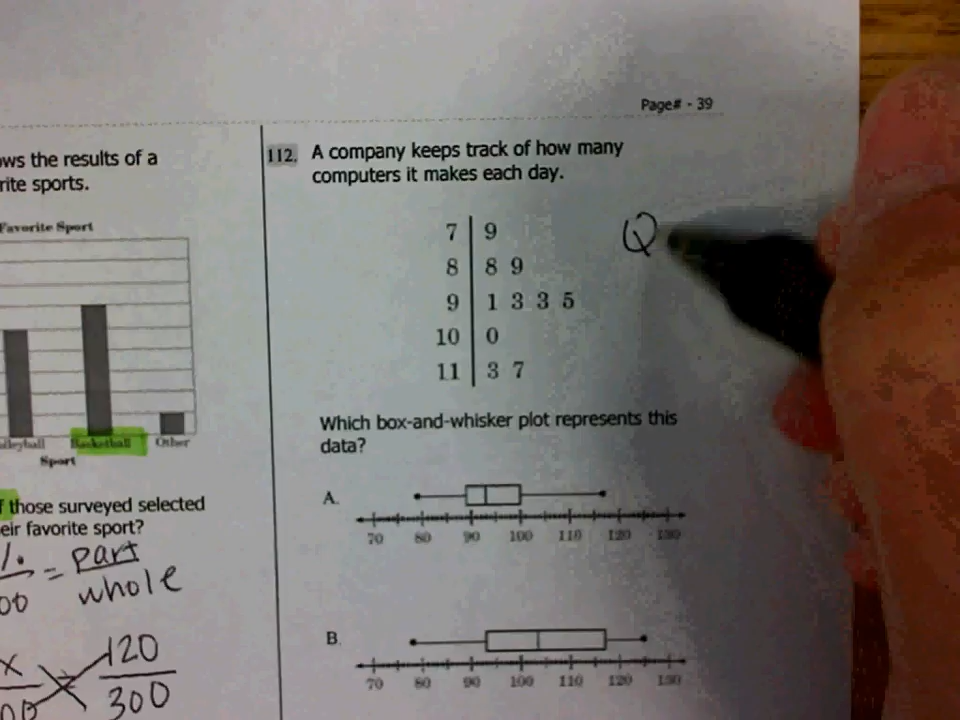 Page# - 39
ows the results of a
rite sports.
Favorite Sport
Basketball
Other
Sport
f those surveyed selected
eir favorite sport?
%
00
= part
whole
x
00
120
300
112. A company keeps track of how many
computers it makes each day.
7 | 9
8 | 8 9
9 | 1 3 3 5
10 | 0
11 | 3 7
Q
Which box-and-whisker plot represents this
data?
A.
70 80 90 100 110 120 130
B.
70 80 90 100 110 120 130